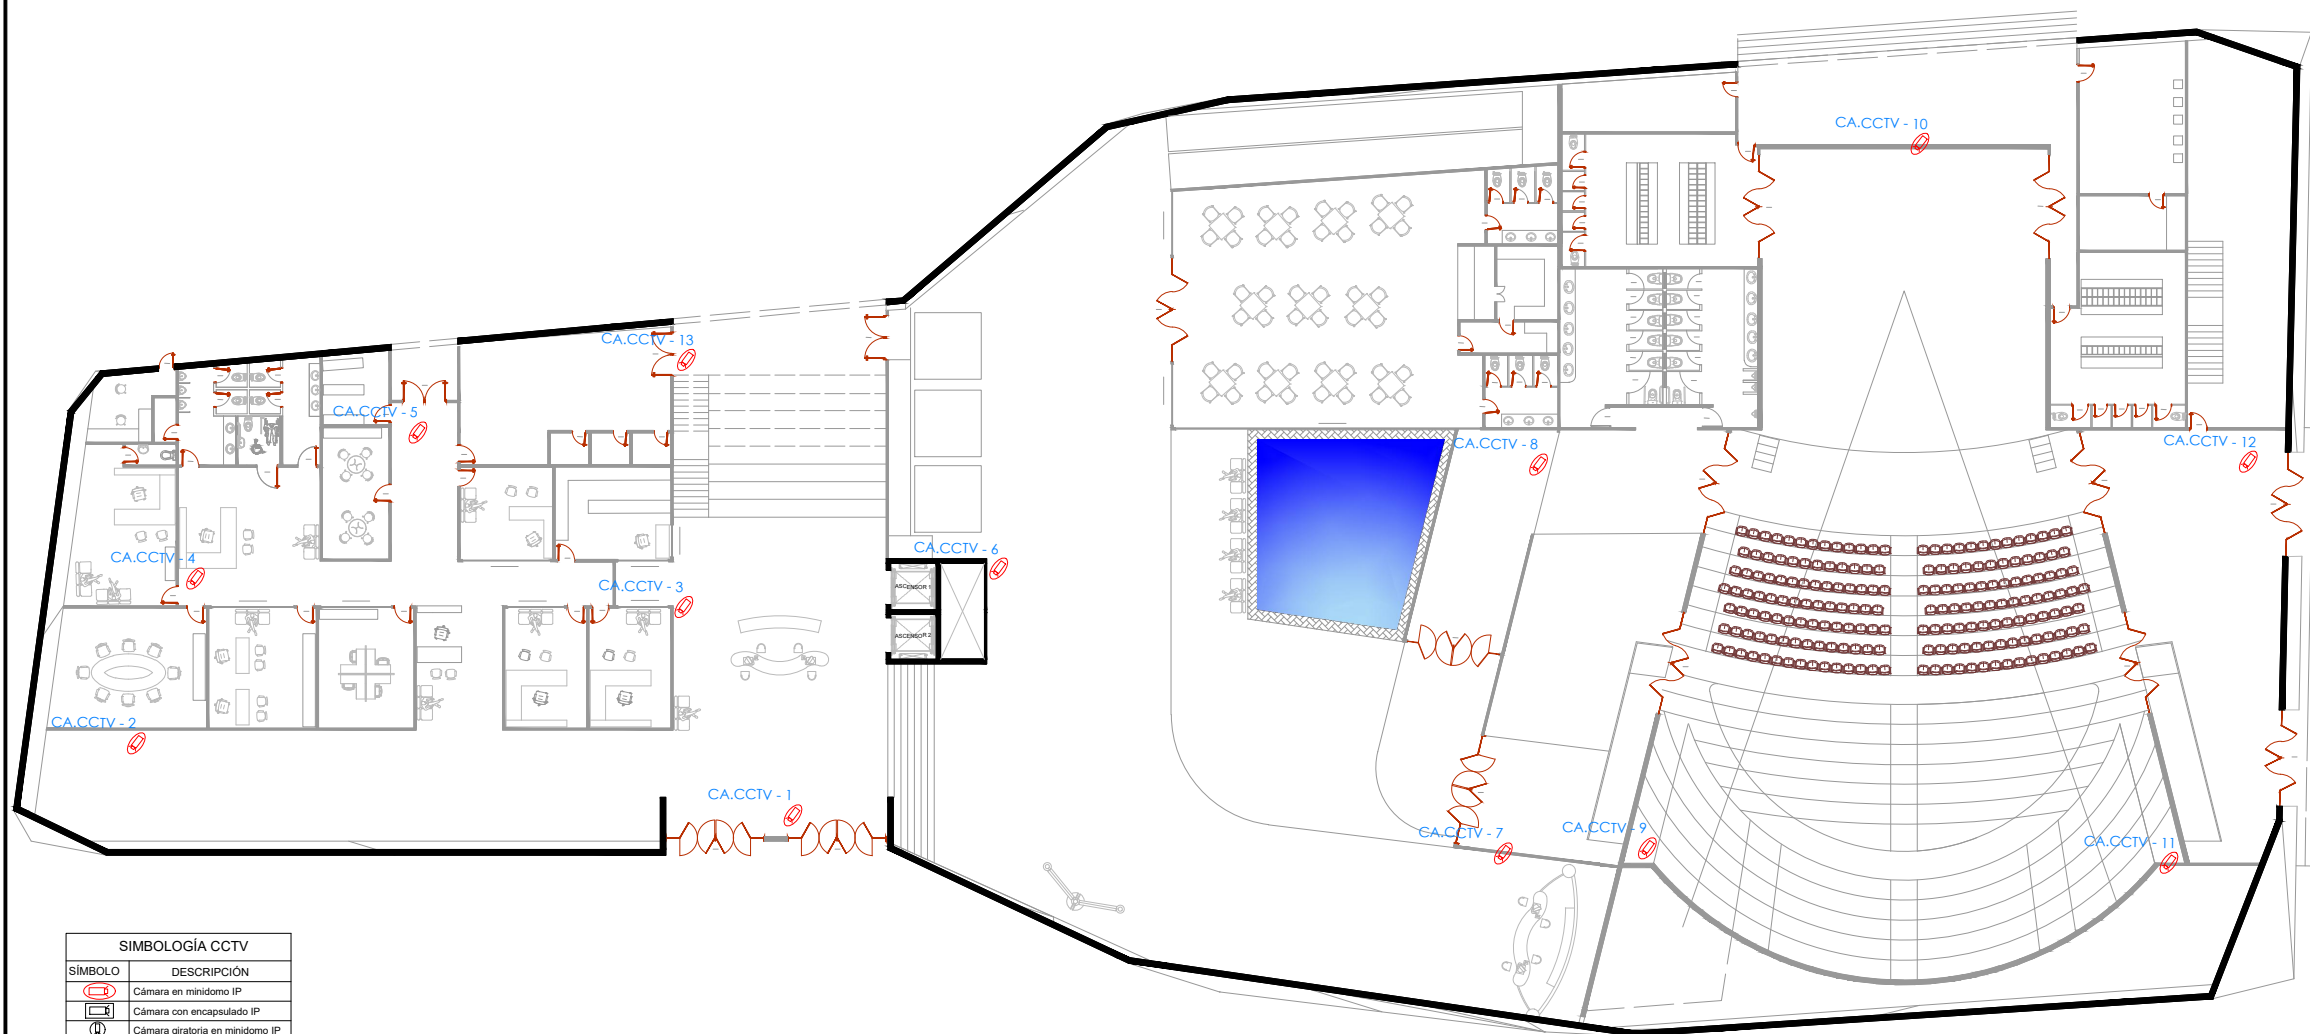 CA.CCTV - 10
CA.CCTV - 13
CA.CCTV - 5
CA.CCTV - 8
CA.CCTV - 12
CA.CCTV - 4
CA.CCTV - 6
CA.CCTV - 3
ASCENSOR 1
ASCENSOR 2
CA.CCTV - 2
CA.CCTV - 1
CA.CCTV - 7
CA.CCTV - 9
CA.CCTV - 11
SIMBOLOGÍA CCTV
SÍMBOLO DESCRIPCIÓN
Cámara en minidomo IP
Cámara con encapsulado IP
Cámara giratoria en minidomo IP